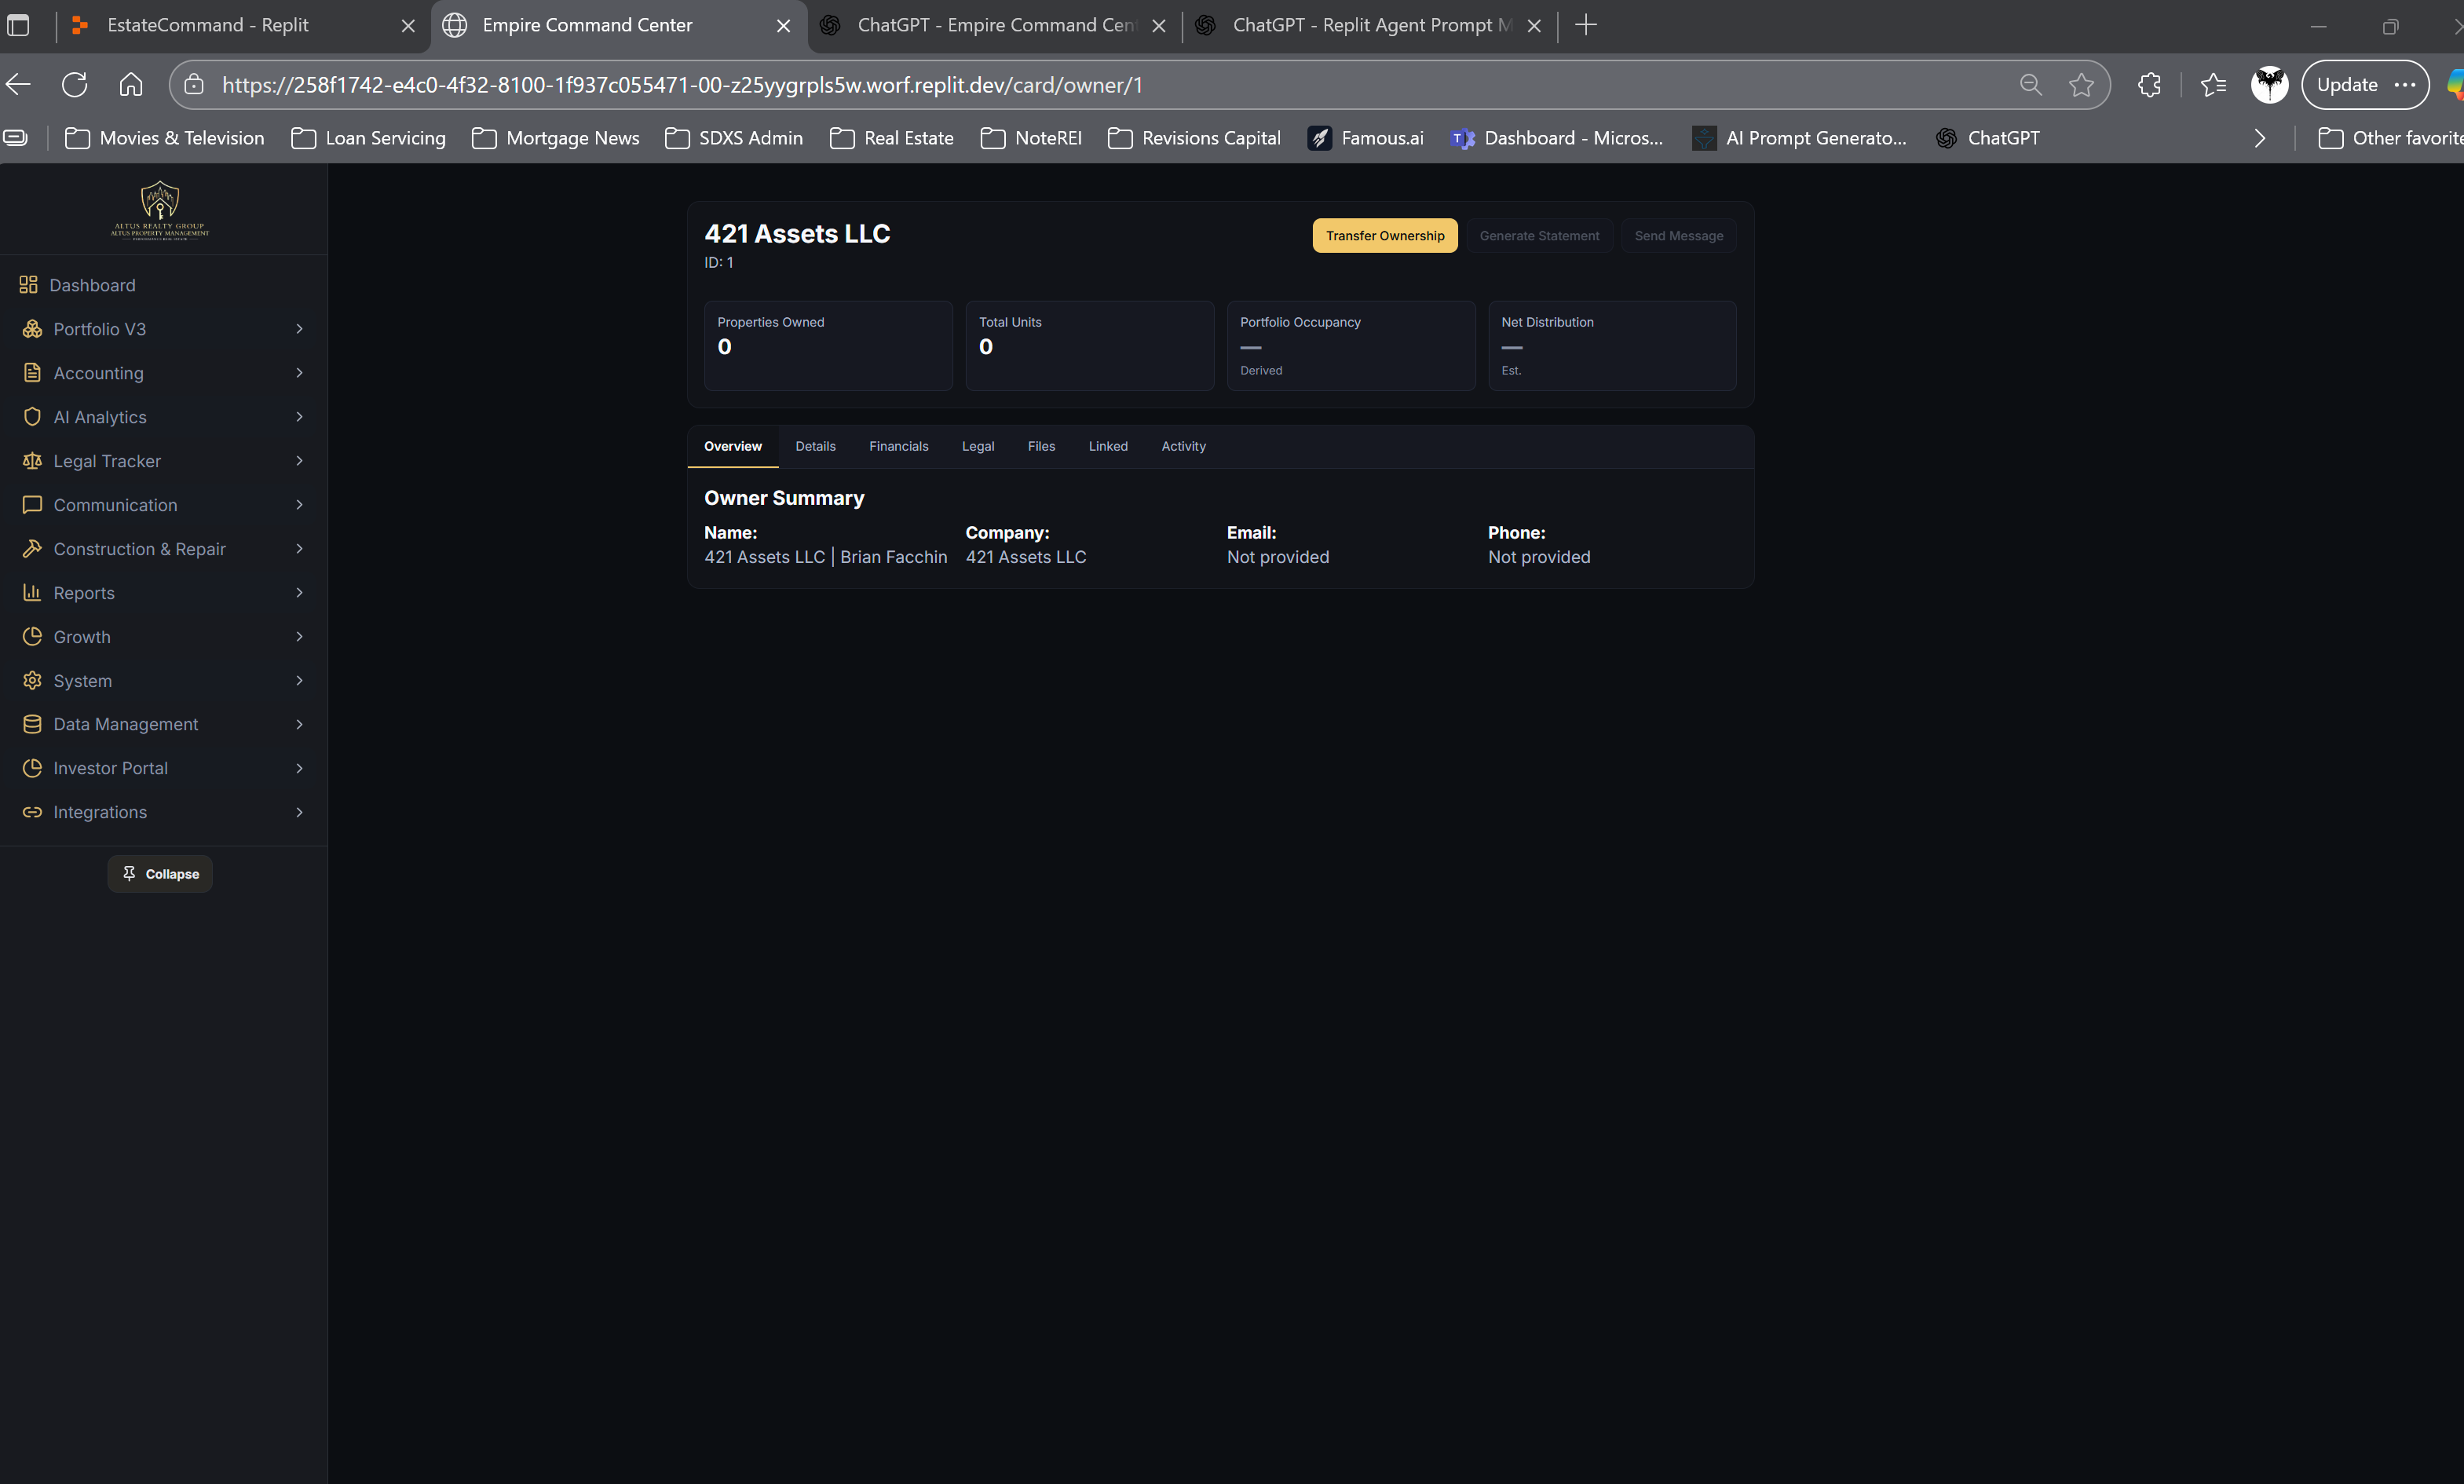 EstateCommand - Replit
Empire Command Center
ChatGPT - Empire Command Cen
ChatGPT - Replit Agent Prompt M
https://258f1742-e4c0-4f32-8100-1f937c055471-00-z25yygrpls5w.worf.replit.dev/card/owner/1
Update
Movies & Television
Loan Servicing
Mortgage News
SDXS Admin
Real Estate
NoteREI
Revisions Capital
Famous.ai
Dashboard - Micros...
AI Prompt Generato...
ChatGPT
Other favorite
ALTUS REALTY GROUP
ALTUS PROPERTY MANAGEMENT
Dashboard
Portfolio V3
Accounting
AI Analytics
Legal Tracker
Communication
Construction & Repair
Reports
Growth
System
Data Management
Investor Portal
Integrations
Collapse
421 Assets LLC
ID: 1
Transfer Ownership
Generate Statement
Send Message
Properties Owned
0
Total Units
0
Portfolio Occupancy
—
Derived
Net Distribution
—
Est.
Overview
Details
Financials
Legal
Files
Linked
Activity
Owner Summary
Name:
421 Assets LLC | Brian Facchin
Company:
421 Assets LLC
Email:
Not provided
Phone:
Not provided